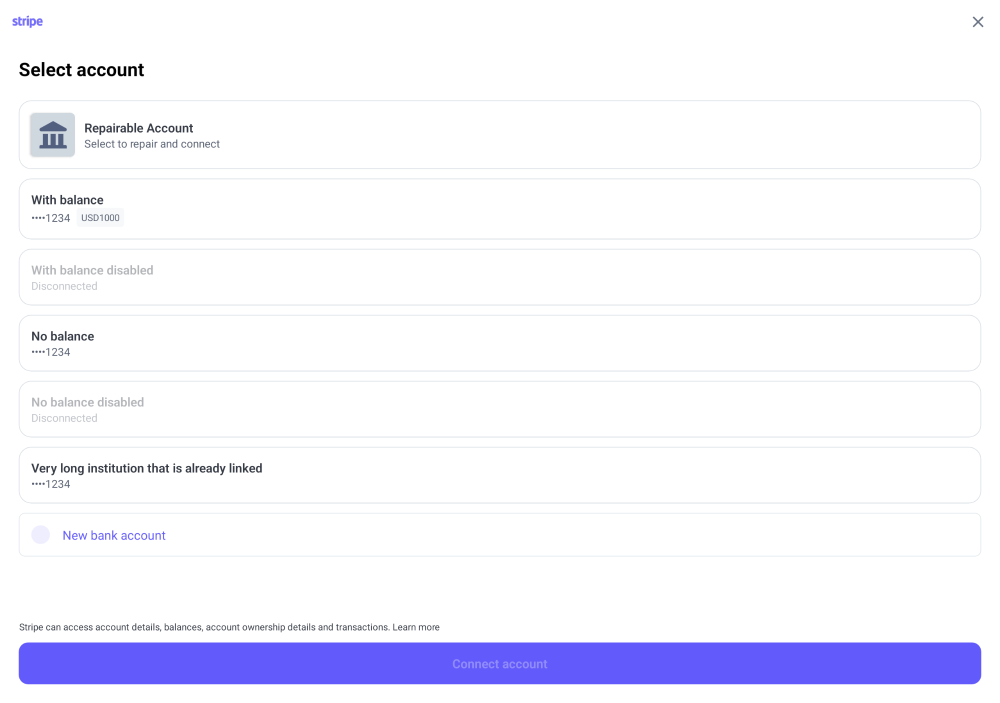 stripe
Select account
Repairable Account
Select to repair and connect
With balance
••••1234 USD1000
With balance disabled
Disconnected
No balance
••••1234
No balance disabled
Disconnected
Very long institution that is already linked
••••1234
New bank account
Stripe can access account details, balances, account ownership details and transactions. Learn more
Connect account